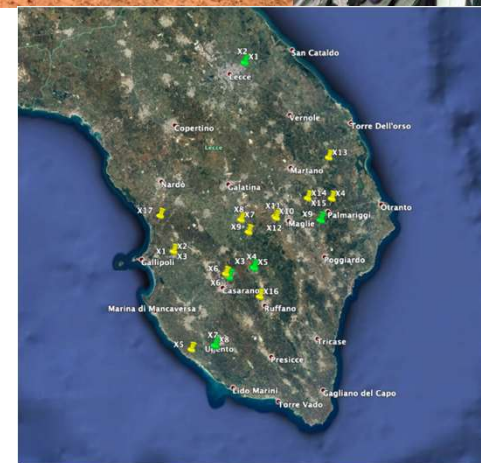 San Cataldo
X2
X1
Lecce
Vernole
Torre Dell'orso
Copertino
Lecce
X13
Martano
Nardò
Galatina
X14
X4
X15
Otranto
X17
X8
X7
X11
X10
X9
Palmariggi
Maglie
X9
X12
X1
X2
X3
Gallipoli
X3
X4
X5
Poggiardo
X6
X6
Casarano
X16
Ruffano
Marina di Mancaversa
Tricase
X5
X7
X8
Ugento
Presicce
Lido Marini
Gagliano del Capo
Torre Vado